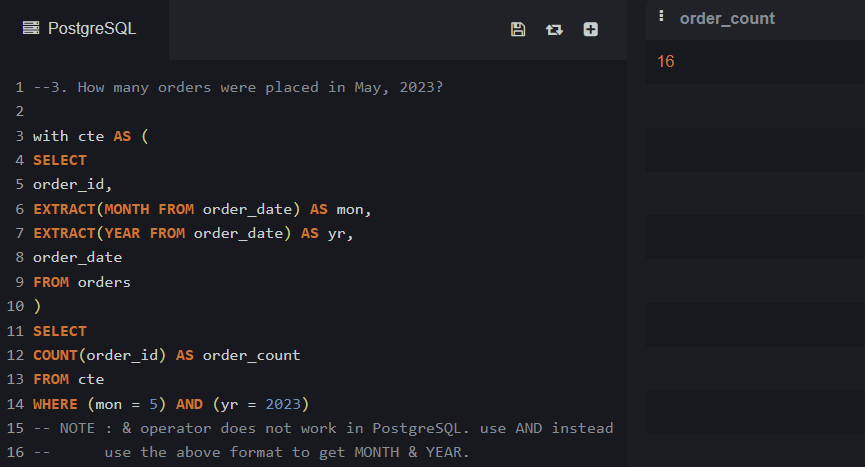 PostgreSQL
1 --3. How many orders were placed in May, 2023?
2
3 with cte AS (
4 SELECT
5 order_id,
6 EXTRACT(MONTH FROM order_date) AS mon,
7 EXTRACT(YEAR FROM order_date) AS yr,
8 order_date
9 FROM orders
10 )
11 SELECT
12 COUNT(order_id) AS order_count
13 FROM cte
14 WHERE (mon = 5) AND (yr = 2023)
15 -- NOTE : & operator does not work in PostgreSQL. use AND instead
16 --      use the above format to get MONTH & YEAR.
order_count
16